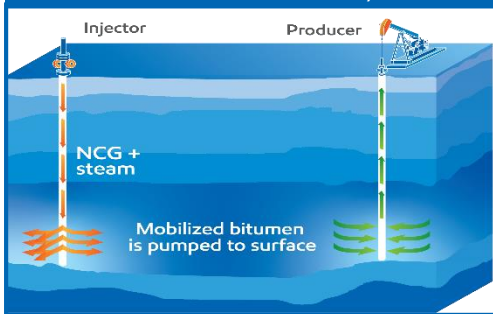 Injector
Producer
NCG +
steam
Mobilized bitumen
is pumped to surface